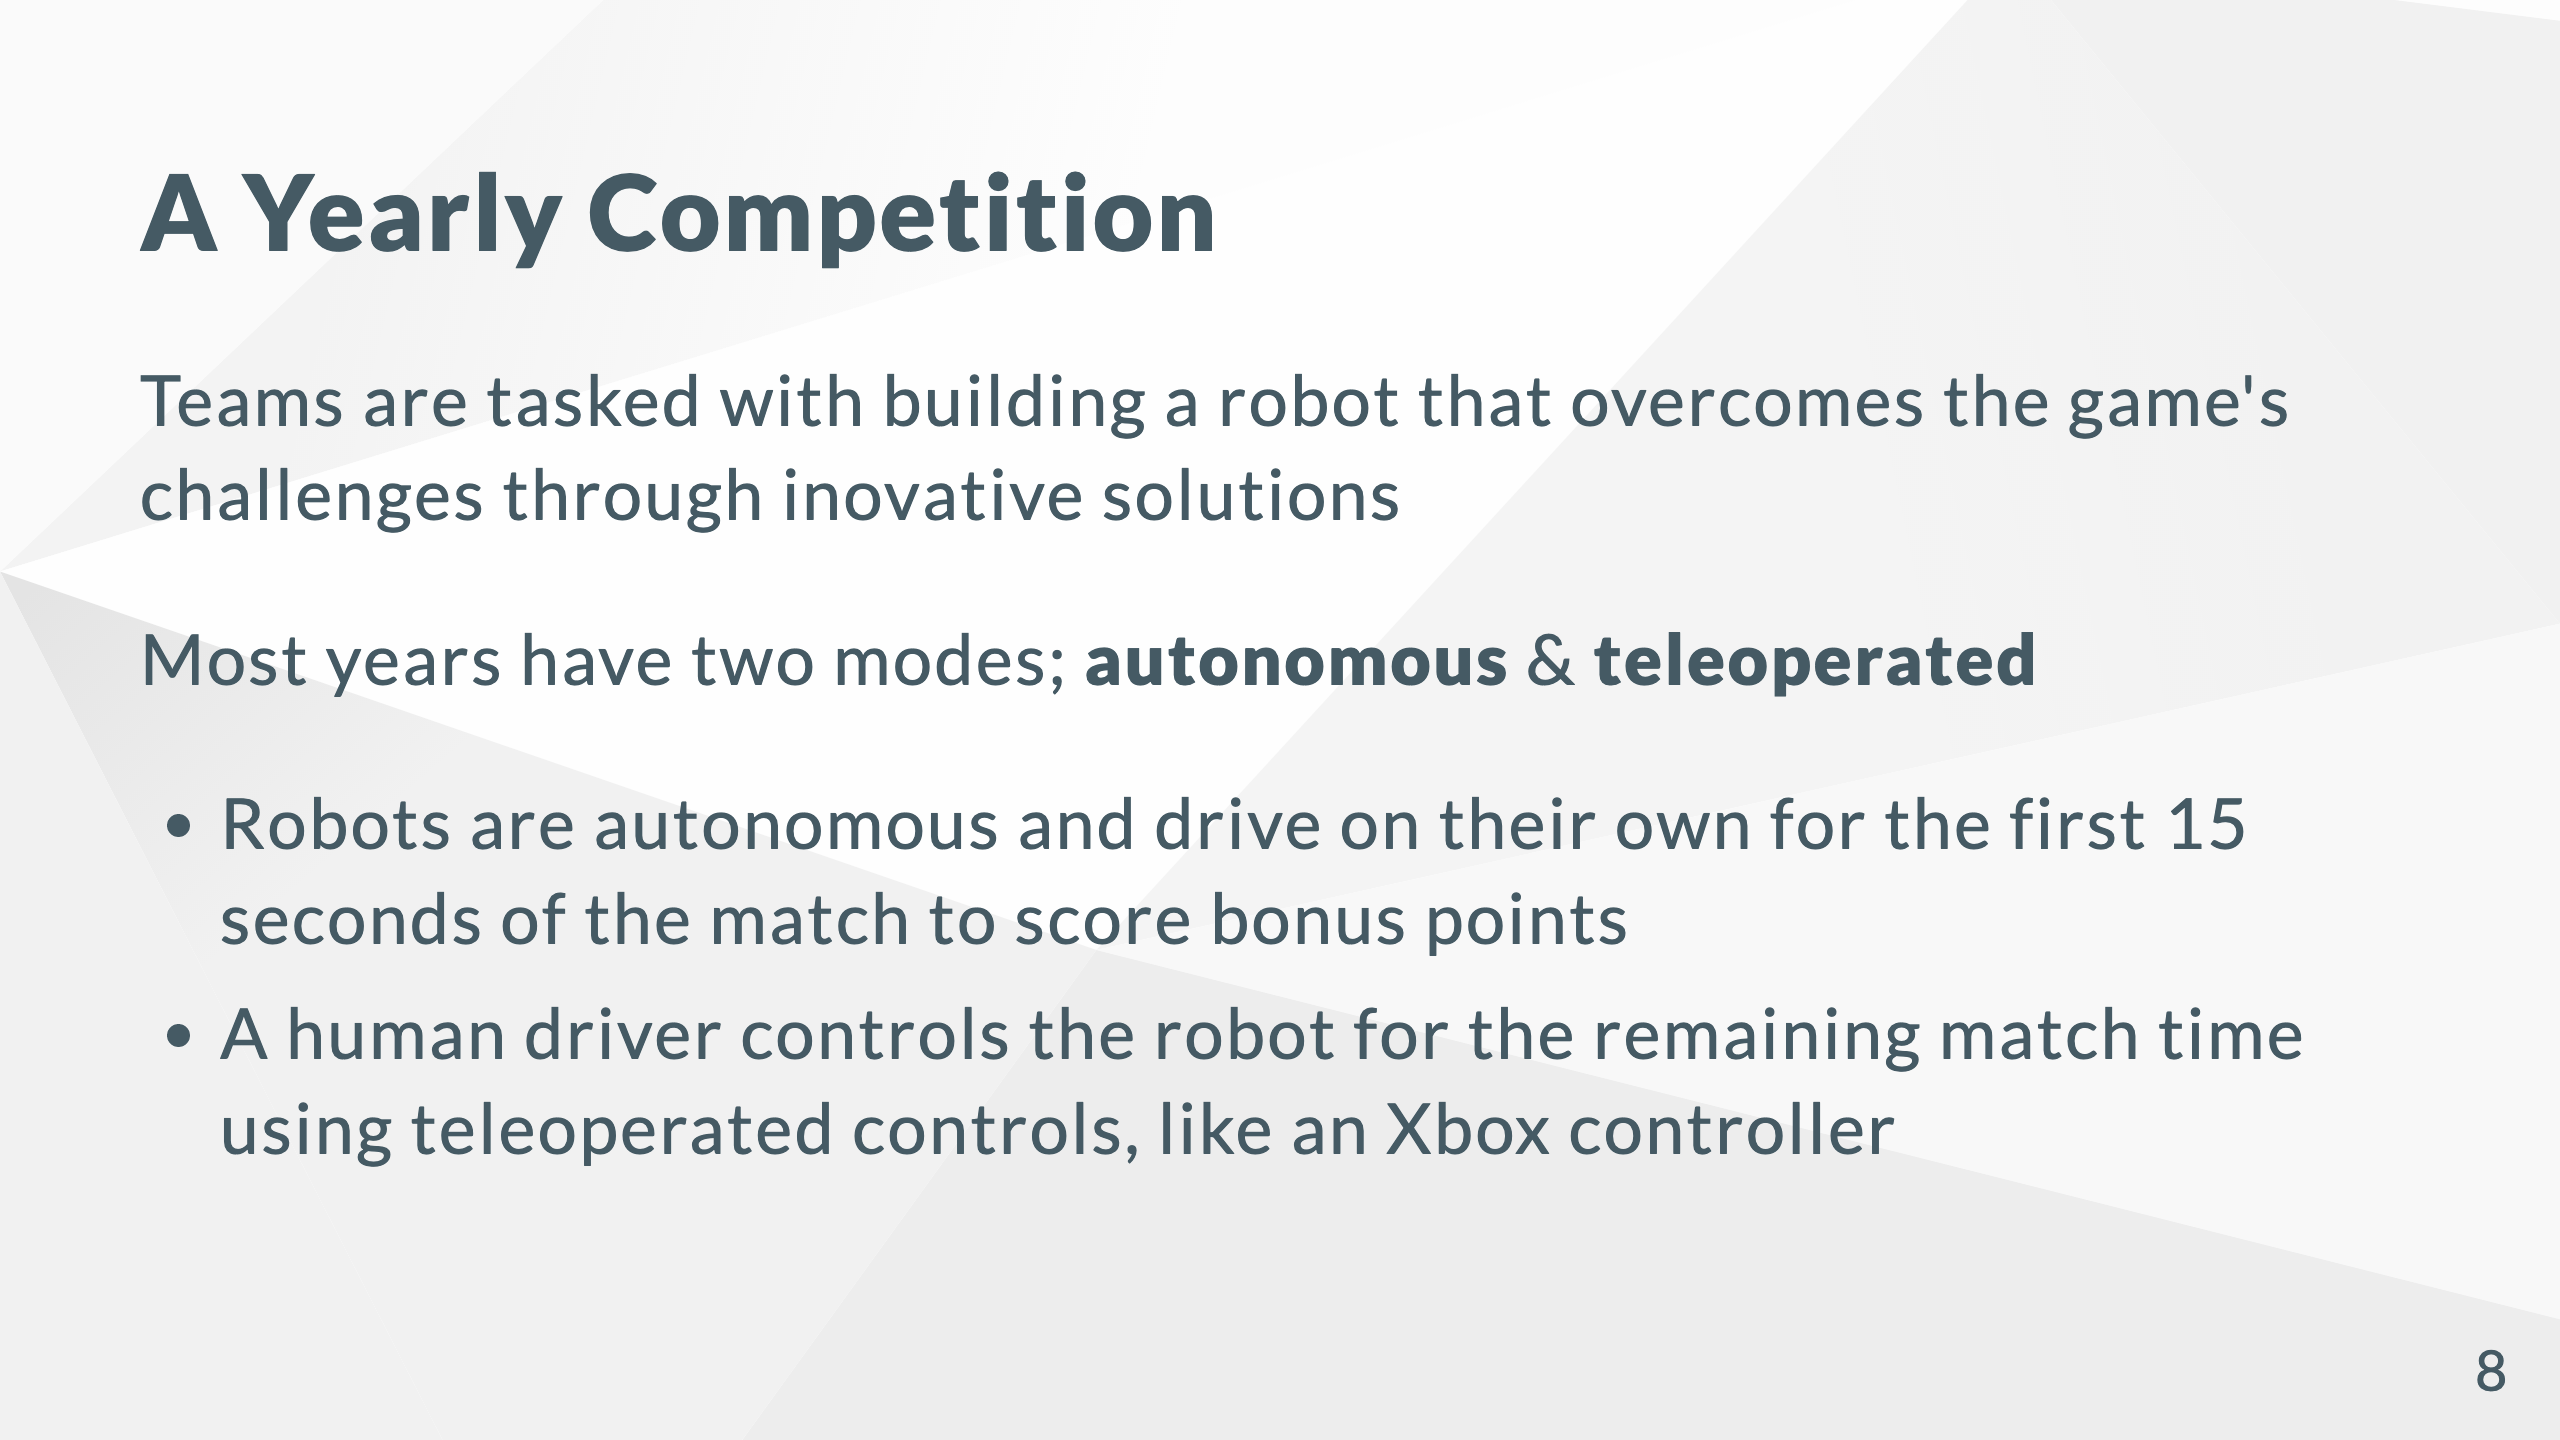 A Yearly Competition
Teams are tasked with building a robot that overcomes the game's
challenges through inovative solutions
Most years have two modes; autonomous & teleoperated
• Robots are autonomous and drive on their own for the first 15
seconds of the match to score bonus points
• A human driver controls the robot for the remaining match time
using teleoperated controls, like an Xbox controller
8